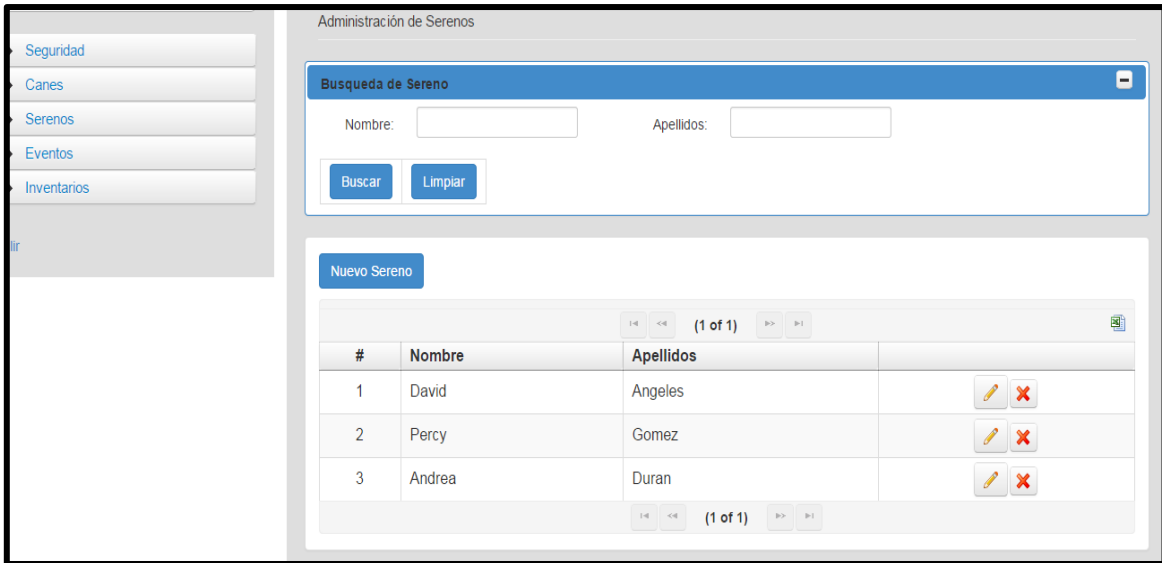 Administración de Serenos
Seguridad
Canes
Serenos
Eventos
Inventarios
lir
Busqueda de Sereno
Nombre: Apellidos:
Buscar Limpiar
Nuevo Sereno
(1 of 1)
# Nombre Apellidos
1 David Angeles
2 Percy Gomez
3 Andrea Duran
(1 of 1)